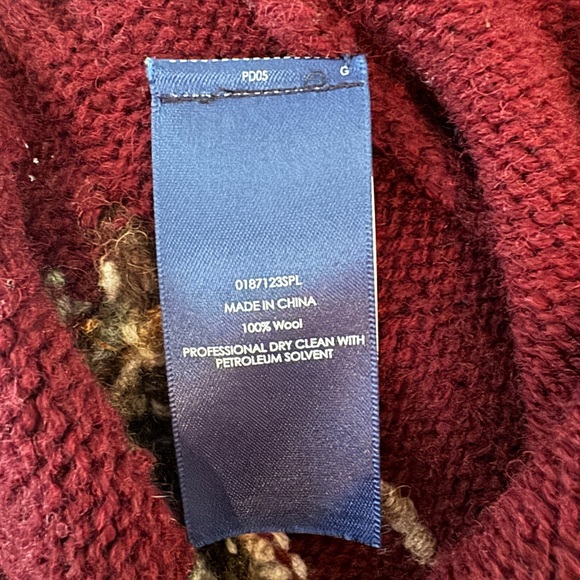 PD05 G
0187123SPL
MADE IN CHINA
100% Wool
PROFESSIONAL DRY CLEAN WITH
PETROLEUM SOLVENT